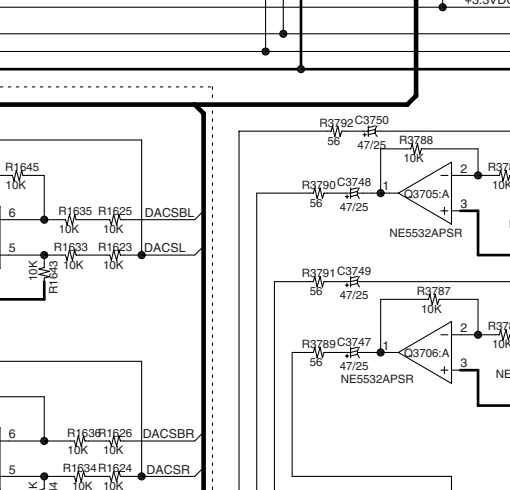 R3792 C3750
56
47/25
R3788
10K
R1645
10K
R3790 C3748
56
47/25
1
Q3705:A
2
3
10K
NE5532APSR
6
R1635 R1625
10K 10K
DACSBL
5
R1633 R1623
10K 10K
DACSL
10K
R1643
R3791 C3749
56
47/25
R3787
10K
R3789 C3747
56
47/25
1
Q3706:A
2
3
10K
NE5532APSR
6
R1636 R1626
10K 10K
DACSBR
5
R1634 R1624
10K 10K
DACSR